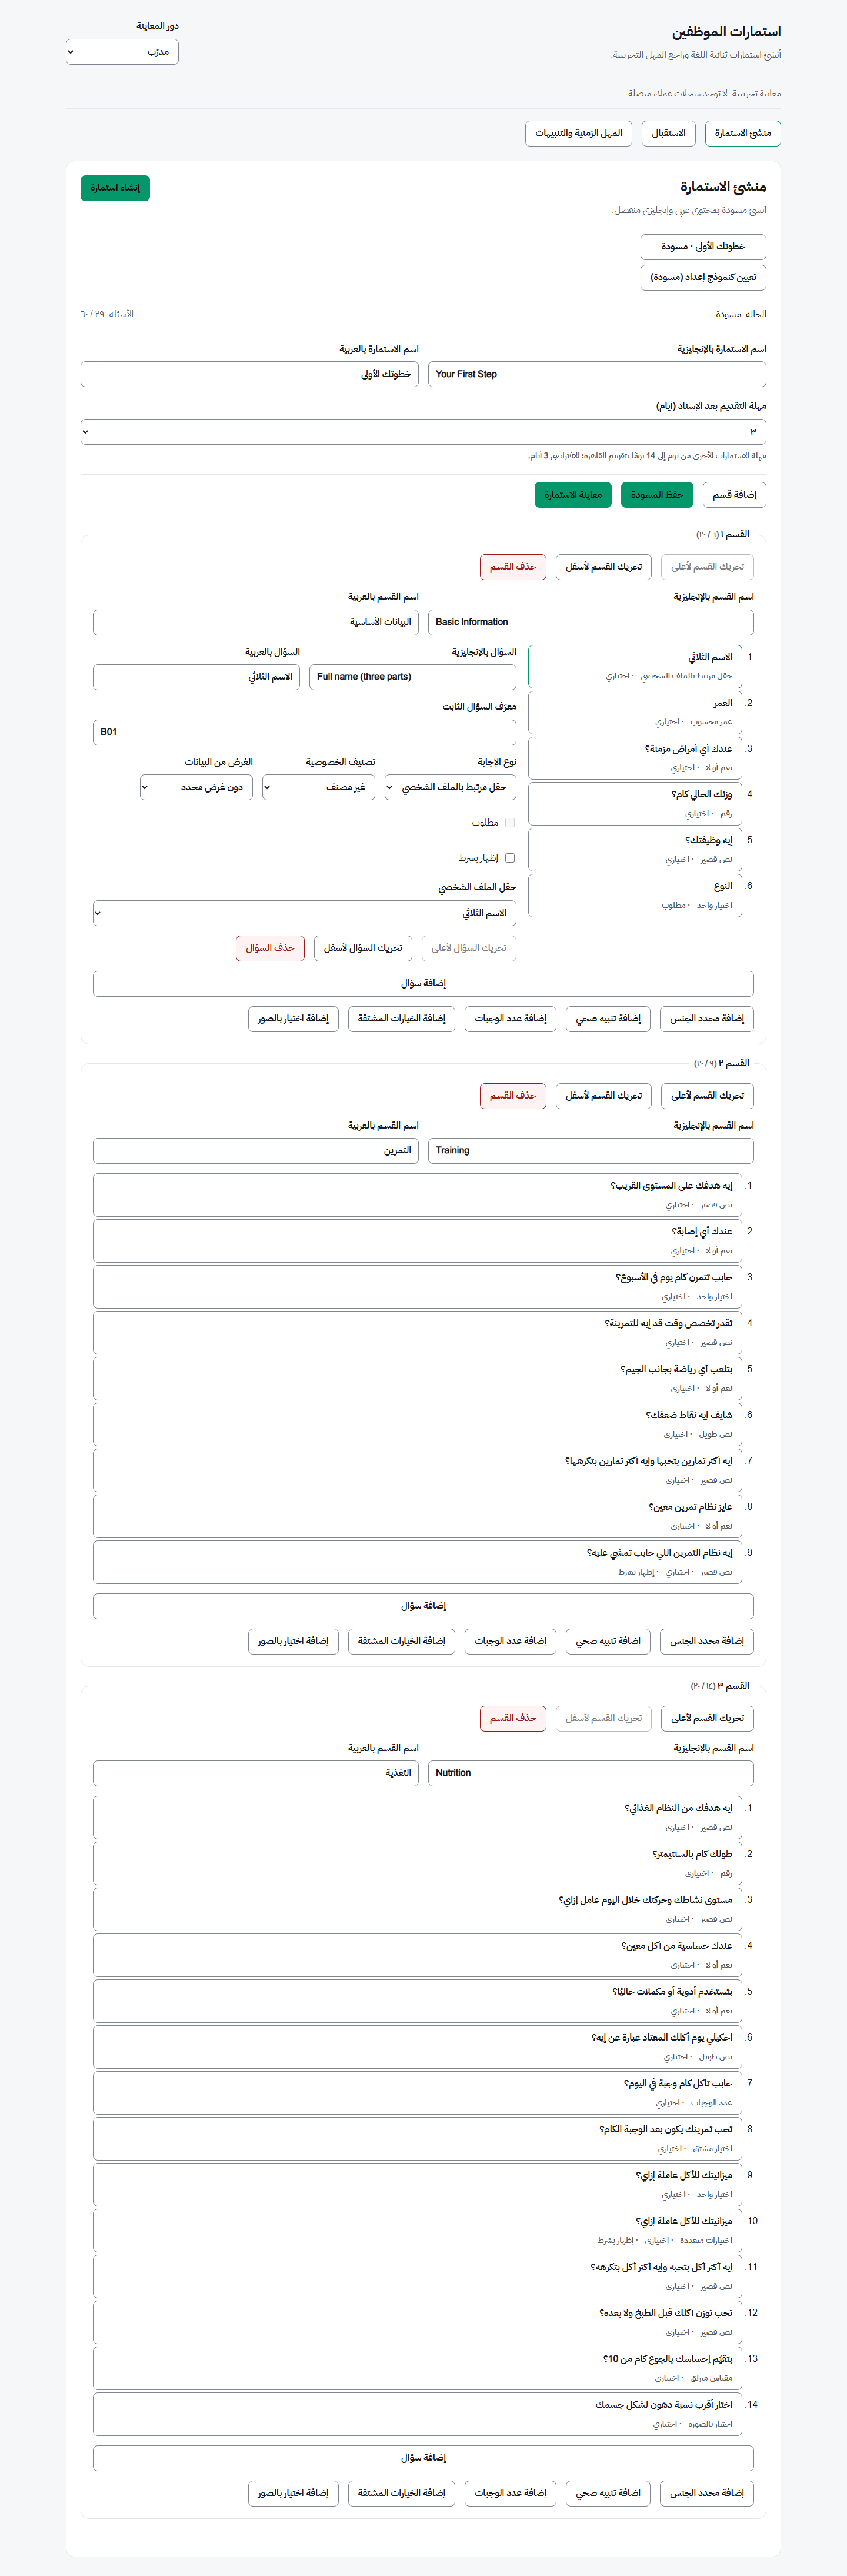 استمارات الموظفين
أنشئ استمارات ثنائية اللغة وراجع المهل التجريبية.
دور المعاينة
مدرّب
معاينة تجريبية. لا توجد سجلات عملاء متصلة.
منشئ الاستمارة
الاستقبال
المهل الزمنية والتنبيهات
منشئ الاستمارة
إنشاء استمارة
أنشئ مسودة بمحتوى عربي وإنجليزي منفصل.
خطوتك الأولى · مسودة
تعيين كنموذج إعداد (مسودة)
الحالة: مسودة
الأسئلة: ٢٩ / ٦٠
اسم الاستمارة بالإنجليزية
اسم الاستمارة بالعربية
Your First Step
خطوتك الأولى
مهلة التقديم بعد الإسناد (أيام)
٣
مهلة الاستمارات الأخرى من يوم إلى 14 يومًا بتقويم القاهرة؛ الافتراضي 3 أيام.
إضافة قسم
حفظ المسودة
معاينة الاستمارة
القسم ١ (٦ / ٢٠)
تحريك القسم لأعلى
تحريك القسم لأسفل
حذف القسم
اسم القسم بالإنجليزية
اسم القسم بالعربية
Basic Information
البيانات الأساسية
1. الاسم الثلاثي
حقل مرتبط بالملف الشخصي · اختياري
2. العمر
عمر محسوب · اختياري
3. عندك أي أمراض مزمنة؟
نعم أو لا · اختياري
4. وزنك الحالي كام؟
رقم · اختياري
5. إيه وظيفتك؟
نص قصير · اختياري
6. النوع
اختيار واحد · مطلوب
السؤال بالإنجليزية
السؤال بالعربية
Full name (three parts)
الاسم الثلاثي
معرّف السؤال الثابت
B01
نوع الإجابة
تصنيف الخصوصية
الغرض من البيانات
حقل مرتبط بالملف الشخصي
غير مصنف
دون غرض محدد
مطلوب
إظهار بشرط
حقل الملف الشخصي
الاسم الثلاثي
تحريك السؤال لأعلى
تحريك السؤال لأسفل
حذف السؤال
إضافة سؤال
إضافة محدد الجنس
إضافة تنبيه صحي
إضافة عدد الوجبات
إضافة الخيارات المشتقة
إضافة اختيار بالصور
القسم ٢ (٩ / ٢٠)
تحريك القسم لأعلى
تحريك القسم لأسفل
حذف القسم
اسم القسم بالإنجليزية
اسم القسم بالعربية
Training
التمرين
1. إيه هدفك على المستوى القريب؟
نص قصير · اختياري
2. عندك أي إصابة؟
نعم أو لا · اختياري
3. حابب تتمرن كام يوم في الأسبوع؟
اختيار واحد · اختياري
4. تقدر تخصص وقت قد إيه للتمرينة؟
نص قصير · اختياري
5. بتلعب أي رياضة بجانب الجيم؟
نعم أو لا · اختياري
6. شايف إيه نقاط ضعفك؟
نص طويل · اختياري
7. إيه أكتر تمارين بتحبها وإيه أكتر تمارين بتكرهها؟
نص قصير · اختياري
8. عايز نظام تمرين معين؟
نعم أو لا · اختياري
9. إيه نظام التمرين اللي حابب تمشي عليه؟
نص قصير · اختياري · إظهار بشرط
إضافة سؤال
إضافة محدد الجنس
إضافة تنبيه صحي
إضافة عدد الوجبات
إضافة الخيارات المشتقة
إضافة اختيار بالصور
القسم ٣ (١٤ / ٢٠)
تحريك القسم لأعلى
تحريك القسم لأسفل
حذف القسم
اسم القسم بالإنجليزية
اسم القسم بالعربية
Nutrition
التغذية
1. إيه هدفك من النظام الغذائي؟
نص قصير · اختياري
2. طولك كام بالسنتيمتر؟
رقم · اختياري
3. مستوى نشاطك وحركتك خلال اليوم عامل إزاي؟
نص قصير · اختياري
4. عندك حساسية من أكل معين؟
نعم أو لا · اختياري
5. بتستخدم أدوية أو مكملات حاليًا؟
نعم أو لا · اختياري
6. احكيلي يوم أكلك المعتاد عبارة عن إيه؟
نص طويل · اختياري
7. حابب تاكل كام وجبة في اليوم؟
عدد الوجبات · اختياري
8. تحب تمرينك يكون بعد الوجبة الكام؟
اختيار مشتق · اختياري
9. ميزانيتك للأكل عاملة إزاي؟
اختيار واحد · اختياري
10. ميزانيتك للأكل عاملة إزاي؟
اختيارات متعددة · اختياري · إظهار بشرط
11. إيه أكتر أكل بتحبه وإيه أكتر أكل بتكرهه؟
نص قصير · اختياري
12. تحب توزن أكلك قبل الطبخ ولا بعده؟
نص قصير · اختياري
13. بتقيّم إحساسك بالجوع كام من 10؟
مقياس منزلق · اختياري
14. اختار أقرب نسبة دهون لشكل جسمك
اختيار بالصورة · اختياري
إضافة سؤال
إضافة محدد الجنس
إضافة تنبيه صحي
إضافة عدد الوجبات
إضافة الخيارات المشتقة
إضافة اختيار بالصور